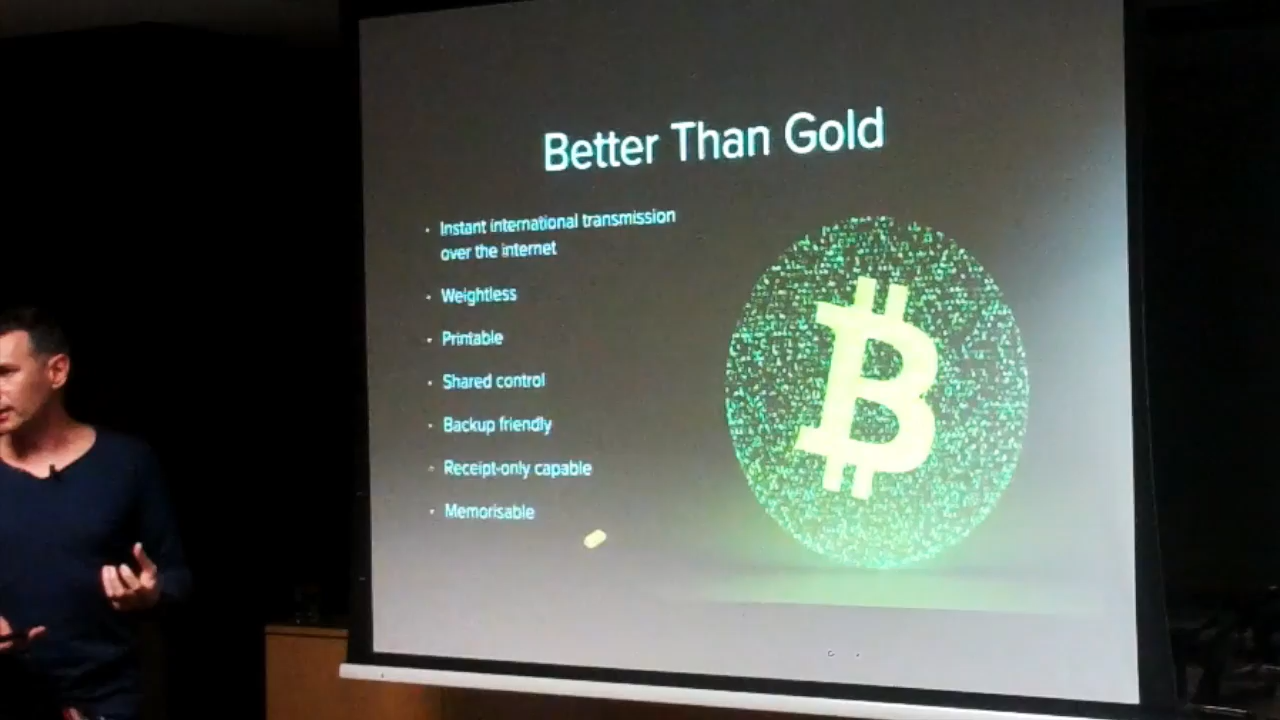 Better Than Gold
• Instant international transmission
over the internet
• Weightless
• Printable
• Shared control
• Backup friendly
• Receipt-only capable
• Memorisable